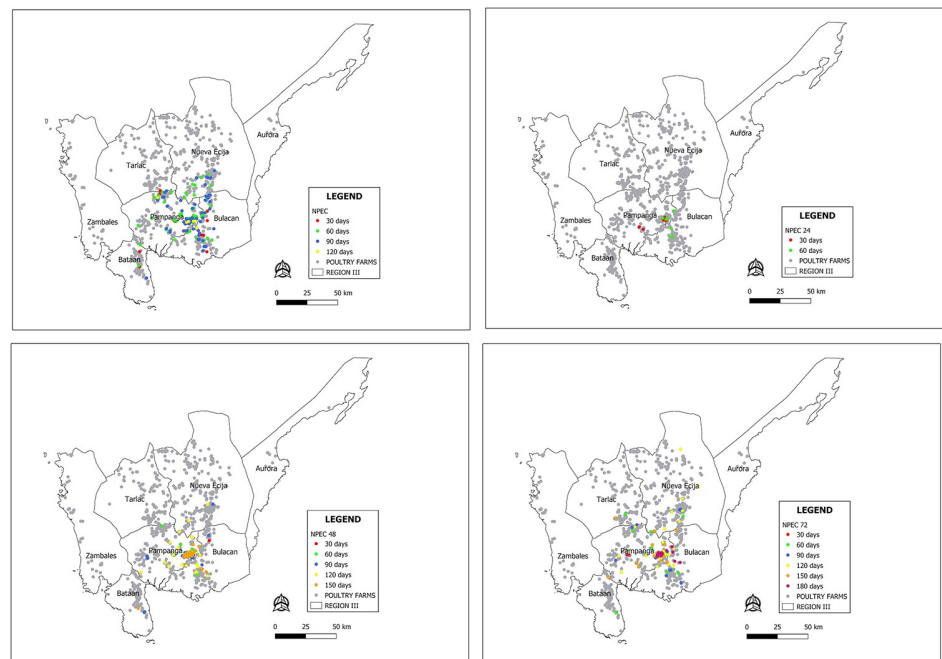 Aurora
Nueva Ecija
Tarlac
Zambales
Pampanga
Bulacan
Bataan
LEGEND
NPEC
30 days
60 days
90 days
120 days
POULTRY FARMS
REGION III
0 25 50 km
Aurora
Nueva Ecija
Tarlac
Zambales
Pampanga
Bulacan
Bataan
LEGEND
NPEC 24
30 days
60 days
POULTRY FARMS
REGION III
0 25 50 km
Aurora
Nueva Ecija
Tarlac
Zambales
Pampanga
Bulacan
Bataan
LEGEND
NPEC 48
30 days
60 days
90 days
120 days
150 days
POULTRY FARMS
REGION III
0 25 50 km
Aurora
Nueva Ecija
Tarlac
Zambales
Pampanga
Bulacan
Bataan
LEGEND
NPEC 72
30 days
60 days
90 days
120 days
150 days
180 days
POULTRY FARMS
REGION III
0 25 50 km